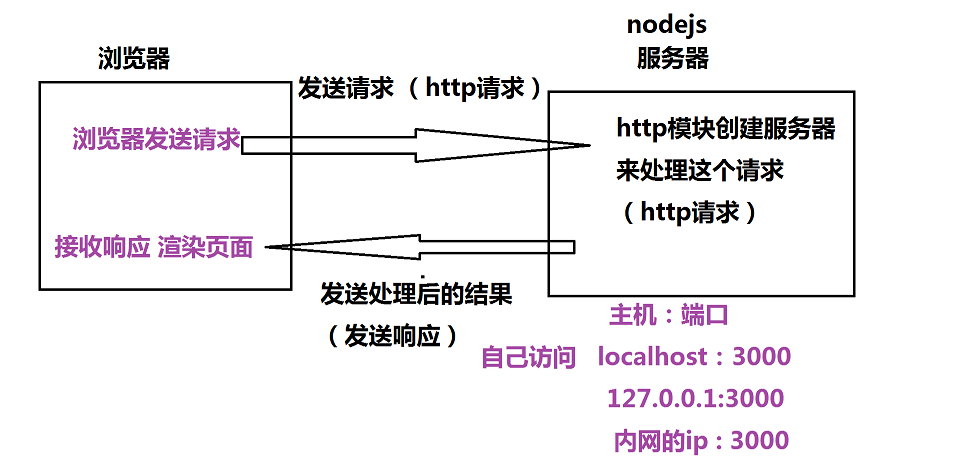 浏览器
nodejs
服务器
发送请求（http请求）
浏览器发送请求
http模块创建服务器
来处理这个请求
（http请求）
接收响应 渲染页面
发送处理后的结果
（发送响应）
主机：端口
自己访问 localhost：3000
127.0.0.1:3000
内网的ip：3000